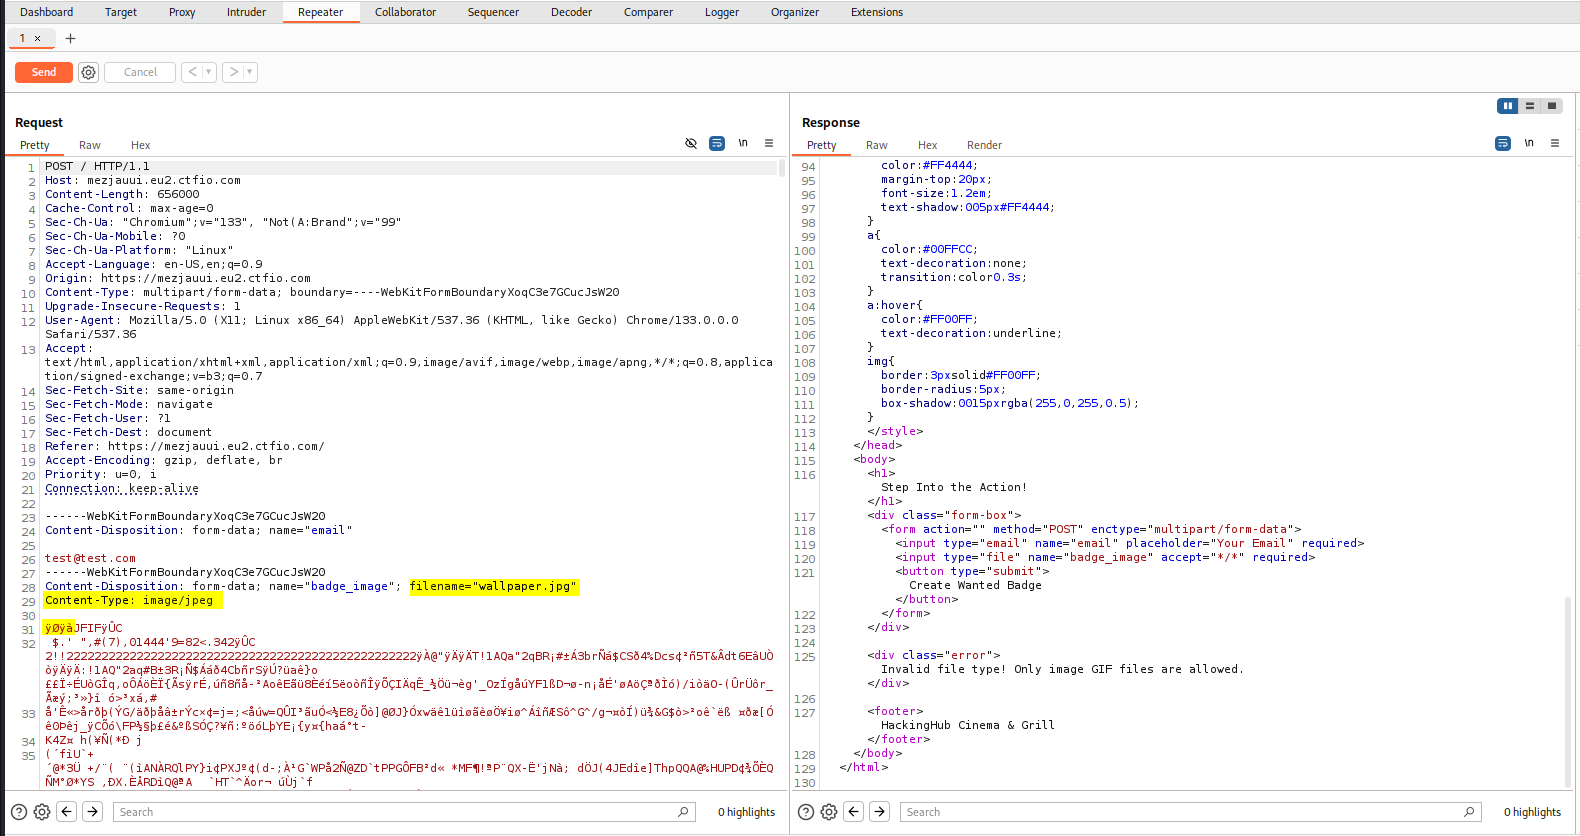 Dashboard Target Proxy Intruder Repeater Collaborator Sequencer Decoder Comparer Logger Organizer Extensions
1 × +
Send Cancel < >
Request
Pretty Raw Hex
\n
1 POST / HTTP/1.1
2 Host: mezjauui.eu2.ctfio.com
3 Content-Length: 656000
4 Cache-Control: max-age=0
5 Sec-Ch-Ua: "Chromium";v="133", "Not(A:Brand";v="99"
6 Sec-Ch-Ua-Mobile: ?0
7 Sec-Ch-Ua-Platform: "Linux"
8 Accept-Language: en-US,en;q=0.9
9 Origin: https://mezjauui.eu2.ctfio.com
10 Content-Type: multipart/form-data; boundary=----WebKitFormBoundaryXoqC3e7GCucJsW20
11 Upgrade-Insecure-Requests: 1
12 User-Agent: Mozilla/5.0 (X11; Linux x86_64) AppleWebKit/537.36 (KHTML, like Gecko) Chrome/133.0.0.0
Safari/537.36
13 Accept:
text/html,application/xhtml+xml,application/xml;q=0.9,image/avif,image/webp,image/apng,*/*;q=0.8,applica
tion/signed-exchange;v=b3;q=0.7
14 Sec-Fetch-Site: same-origin
15 Sec-Fetch-Mode: navigate
16 Sec-Fetch-User: ?1
17 Sec-Fetch-Dest: document
18 Referer: https://mezjauui.eu2.ctfio.com/
19 Accept-Encoding: gzip, deflate, br
20 Priority: u=0, i
21 Connection: keep-alive
22
23 ------WebKitFormBoundaryXoqC3e7GCucJsW20
24 Content-Disposition: form-data; name="email"
25
26 test@test.com
27 ------WebKitFormBoundaryXoqC3e7GCucJsW20
28 Content-Disposition: form-data; name="badge_image"; filename="wallpaper.jpg"
29 Content-Type: image/jpeg
30
31 ÿØÿàJFIFÿÛC
32 $.' ",#(7),01444'9=82<.342ÿÛC
33
34
35
Search 0 highlights
Response
Pretty Raw Hex Render
\n
94 color:#FF4444;
95 margin-top:20px;
96 font-size:1.2em;
97 text-shadow:005px#FF4444;
98 }
99 a{
100 color:#00FFCC;
101 text-decoration:none;
102 transition:color0.3s;
103 }
104 a:hover{
105 color:#FF00FF;
106 text-decoration:underline;
107 }
108 img{
109 border:3pxsolid#FF00FF;
110 border-radius:5px;
111 box-shadow:0015pxrgba(255,0,255,0.5);
112 }
113 </style>
114 </head>
115 <body>
116 <h1>
Step Into the Action!
</h1>
117 <div class="form-box">
118 <form action="" method="POST" enctype="multipart/form-data">
119 <input type="email" name="email" placeholder="Your Email" required>
120 <input type="file" name="badge_image" accept="*/*" required>
121 <button type="submit">
Create Wanted Badge
</button>
122 </form>
123 </div>
124
125 <div class="error">
Invalid file type! Only image GIF files are allowed.
</div>
126
127 <footer>
HackingHub Cinema & Grill
</footer>
128 </body>
129 </html>
130
Search 0 highlights